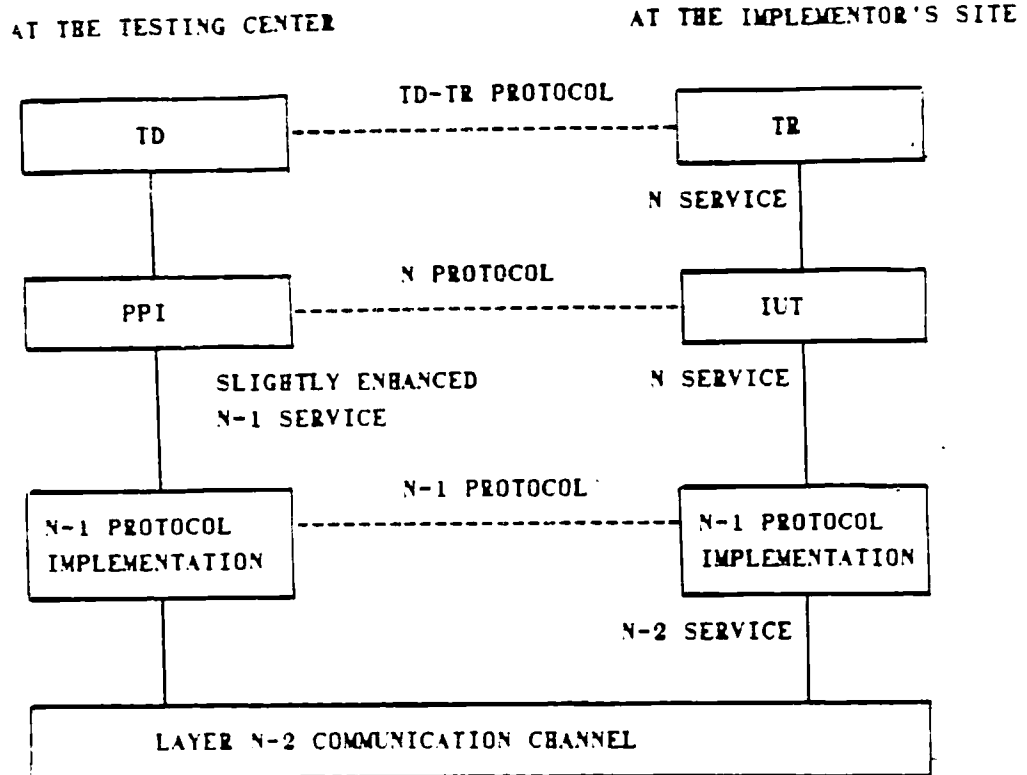 AT THE TESTING CENTER
AT THE IMPLEMENTOR'S SITE
TD-TR PROTOCOL
TD
TR
N SERVICE
N PROTOCOL
PPI
IUT
SLIGHTLY ENHANCED
N-1 SERVICE
N SERVICE
N-1 PROTOCOL
N-1 PROTOCOL
IMPLEMENTATION
N-1 PROTOCOL
IMPLEMENTATION
N-2 SERVICE
LAYER N-2 COMMUNICATION CHANNEL